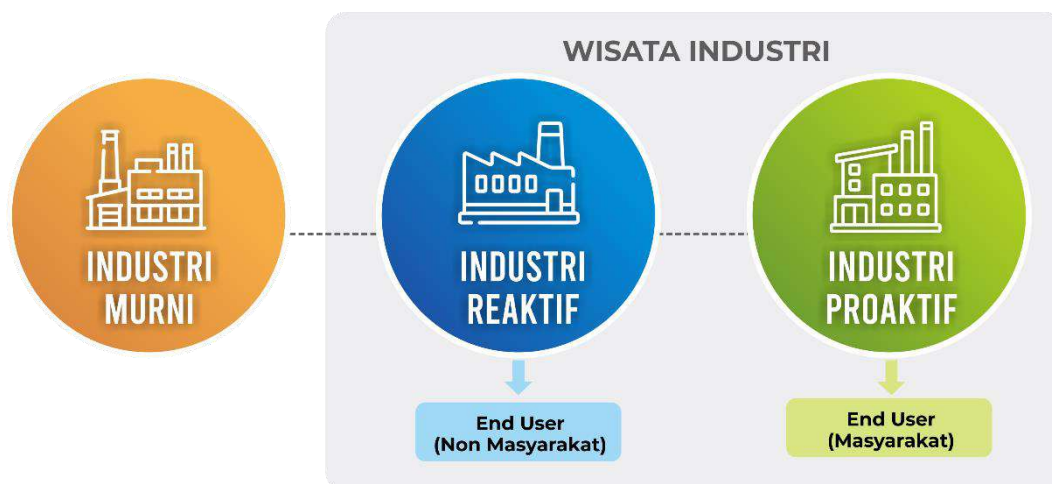 WISATA INDUSTRI
INDUSTRI
MURNI
INDUSTRI
REAKTIF
INDUSTRI
PROAKTIF
End User
(Non Masyarakat)
End User
(Masyarakat)